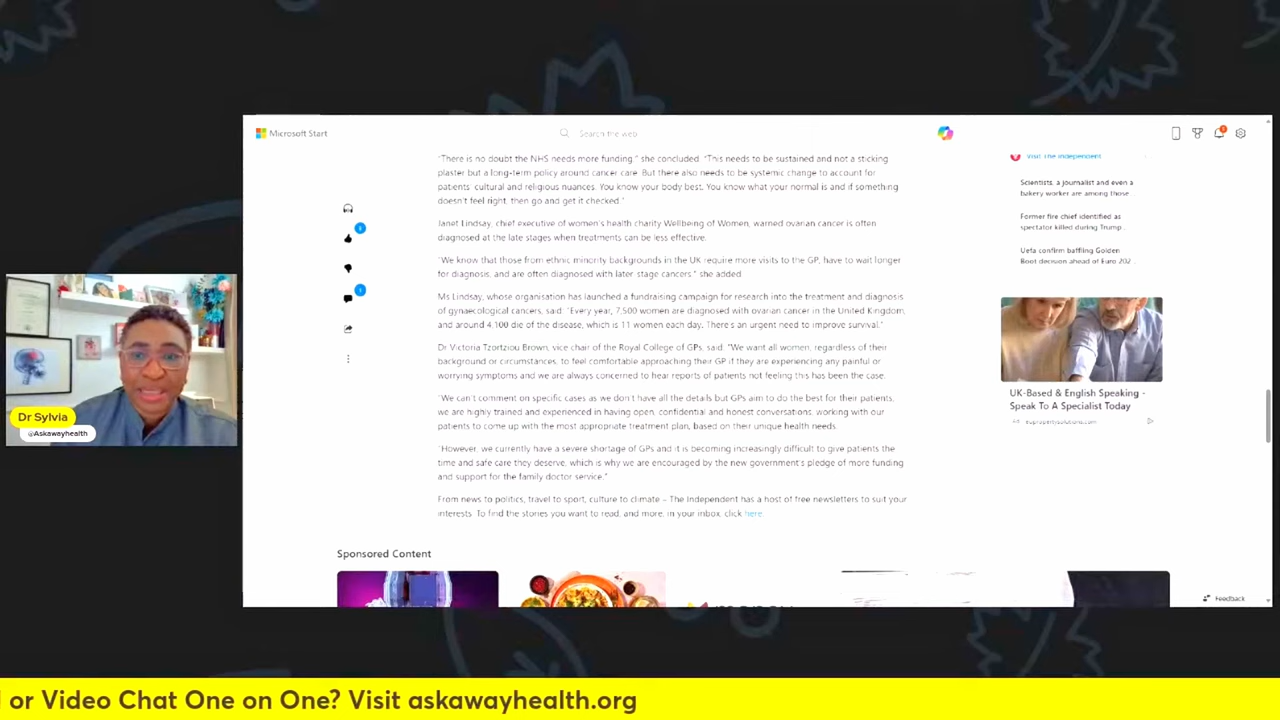 Microsoft Start
Search the web
"There is no doubt the NHS needs more funding," she concluded. "This needs to be sustained and not a sticking
plaster but a long-term policy around cancer care. But there also needs to be systemic change to account for
patients' cultural and religious nuances. You know your body best. You know what your normal is and if something
doesn't feel right, then go and get it checked."
Janet Lindsay, chief executive of women's health charity Wellbeing of Women, warned ovarian cancer is often
diagnosed at the late stages when treatments can be less effective.
"We know that those from ethnic minority backgrounds in the UK require more visits to the GP, have to wait longer
for diagnosis, and are often diagnosed with later-stage cancers," she added.
Ms Lindsay, whose organisation has launched a fundraising campaign for research into the treatment and diagnosis
of gynaecological cancers, said: "Every year, 7,500 women are diagnosed with ovarian cancer in the United Kingdom,
and around 4,100 die of the disease, which is 11 women each day. There's an urgent need to improve survival."
Dr Victoria Tzortziou Brown, vice chair of the Royal College of GPs, said: "We want all women, regardless of their
background or circumstances, to feel comfortable approaching their GP if they are experiencing any painful or
worrying symptoms and we are always concerned to hear reports of patients not feeling this has been the case.
"We can't comment on specific cases as we don't have all the details but GPs aim to do the best for their patients,
we are highly trained and experienced in having open, confidential and honest conversations, working with our
patients to come up with the most appropriate treatment plan, based on their unique health needs.
"However, we currently have a severe shortage of GPs and it is becoming increasingly difficult to give patients the
time and safe care they deserve, which is why we are encouraged by the new government's pledge of more funding
and support for the family doctor service."
From news to politics, travel to sport, culture to climate – The Independent has a host of free newsletters to suit your
interests. To find the stories you want to read, and more, in your inbox, click here.
Visit The Independent
Scientists, a journalist and even a
bakery worker are among those...
Former fire chief identified as
spectator killed during Trump...
Uefa confirm baffling Golden
Boot decision ahead of Euro 202...
UK-Based & English Speaking -
Speak To A Specialist Today
Ad
Sponsored Content
Feedback
Dr Sylvia
@Askawayhealth
or Video Chat One on One? Visit askawayhealth.org